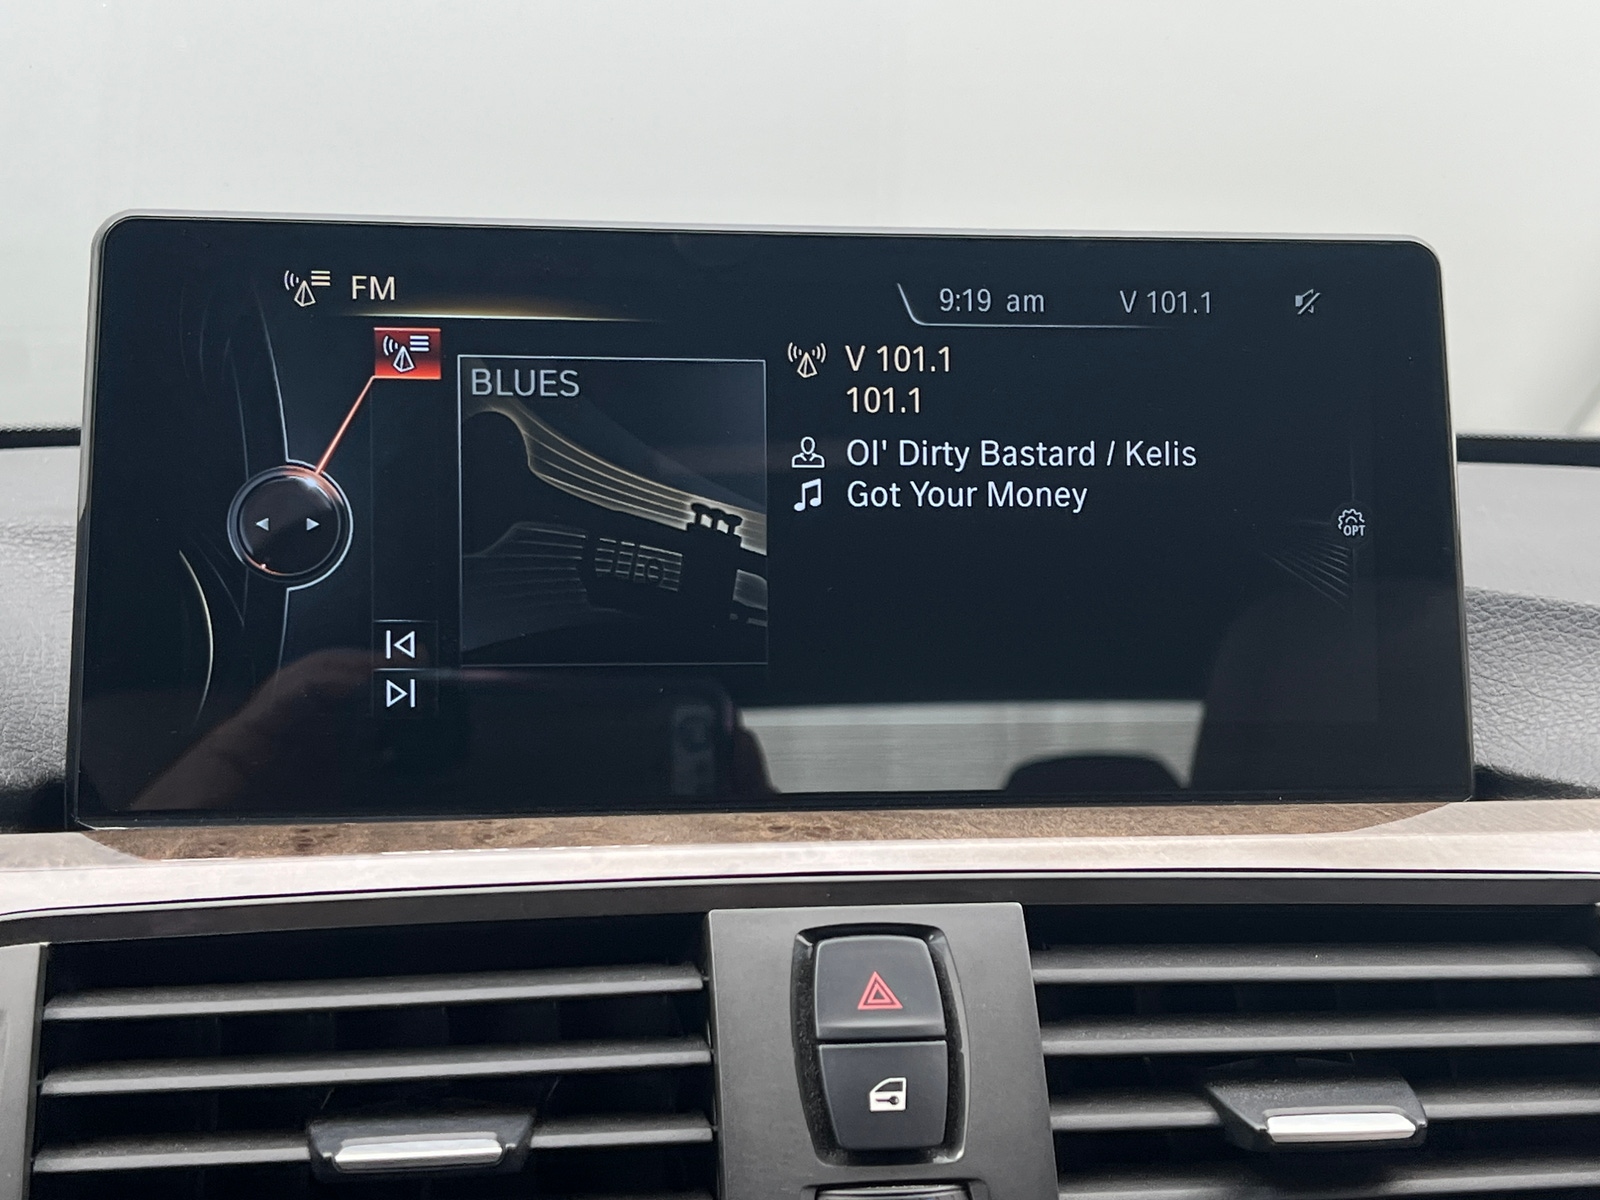 FM
9:19 am
V 101.1
BLUES
V 101.1
101.1
Ol' Dirty Bastard / Kelis
Got Your Money
OPT